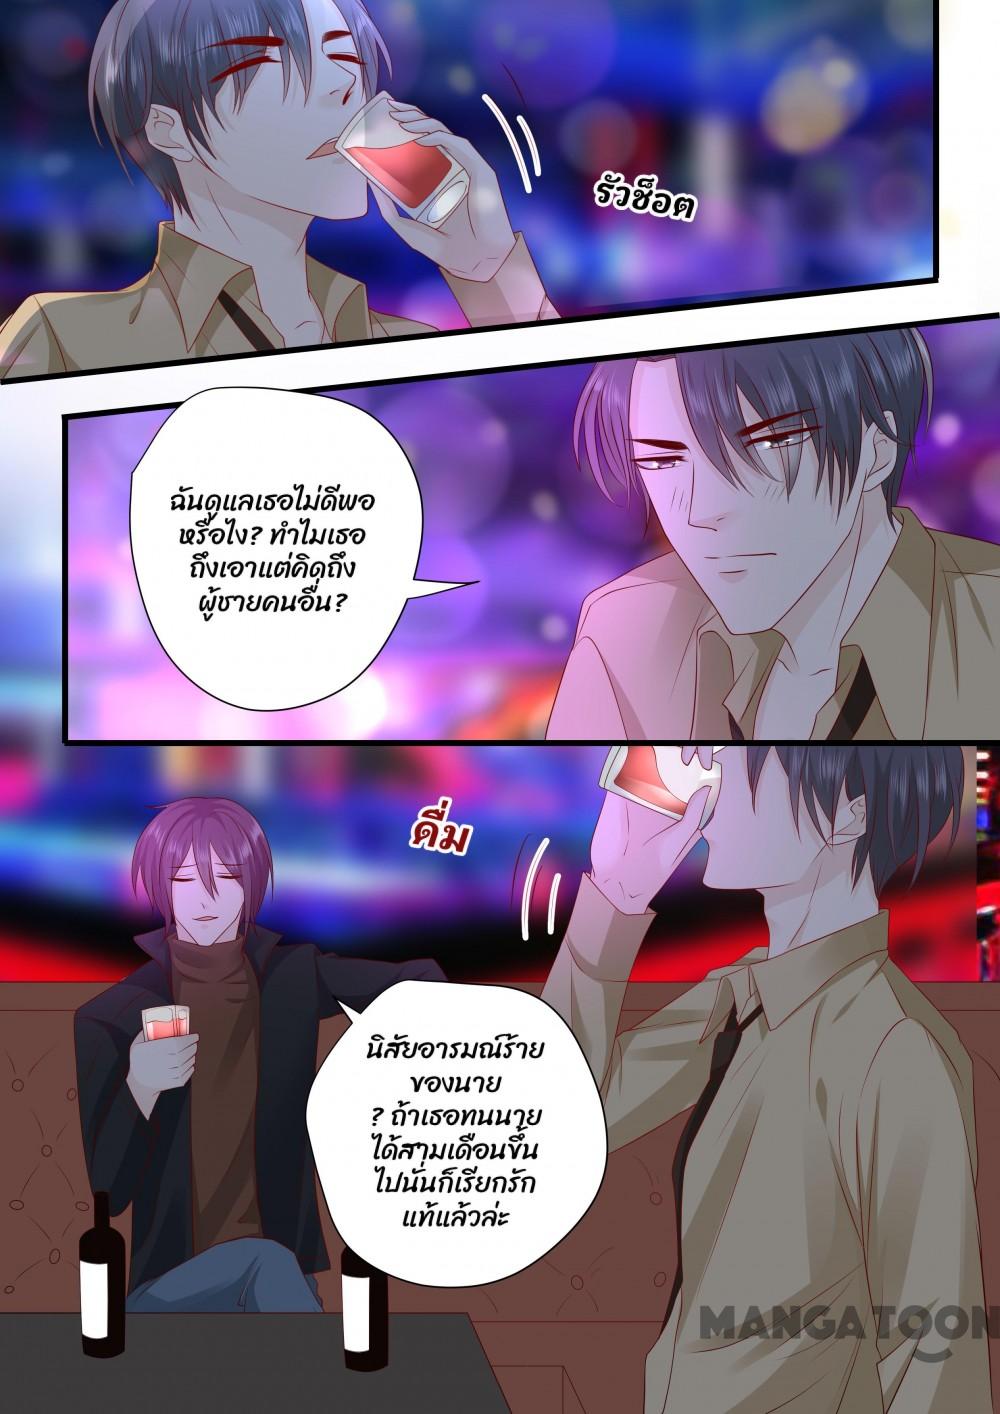 รัวช็อต
ฉันดูแลเธอไม่ดีพอ
หรือไง? ทำไมเธอ
ถึงเอาแต่คิดถึง
ผู้ชายคนอื่น?
ดื่ม
นิสัยอารมณ์ร้าย
ของนาย
? ถ้าเธอทนนาย
ได้สามเดือนขึ้น
ไปนั่นก็เรียกรัก
แท้แล้วล่ะ
MANGATOON